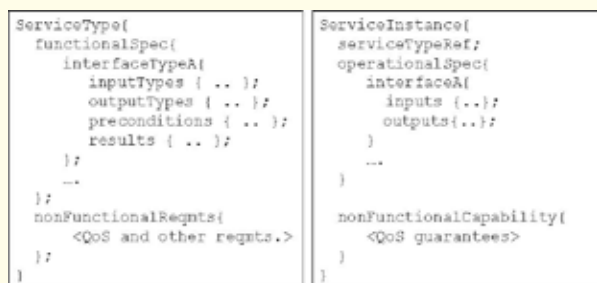 ServiceType{
functionalSpec{
interfaceTypeA{
inputTypes { .. };
outputTypes { .. };
preconditions { .. };
results { .. };
};
….
};
nonFunctionalReqmts{
<QoS and other reqmts.>
};
}
ServiceInstance{
serviceTypeRef;
operationalSpec{
interfaceA{
inputs {..};
outputs{..};
}
….
}
nonFunctionalCapability{
<QoS guarantees>
}
}